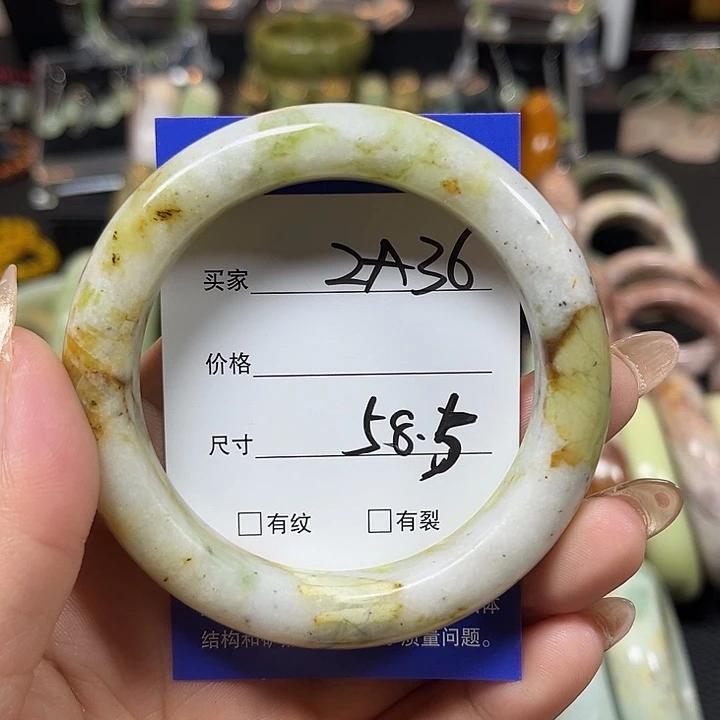 买家 2A36
价格
尺寸 58.5
□有纹 □有裂
结构和 质量问题。